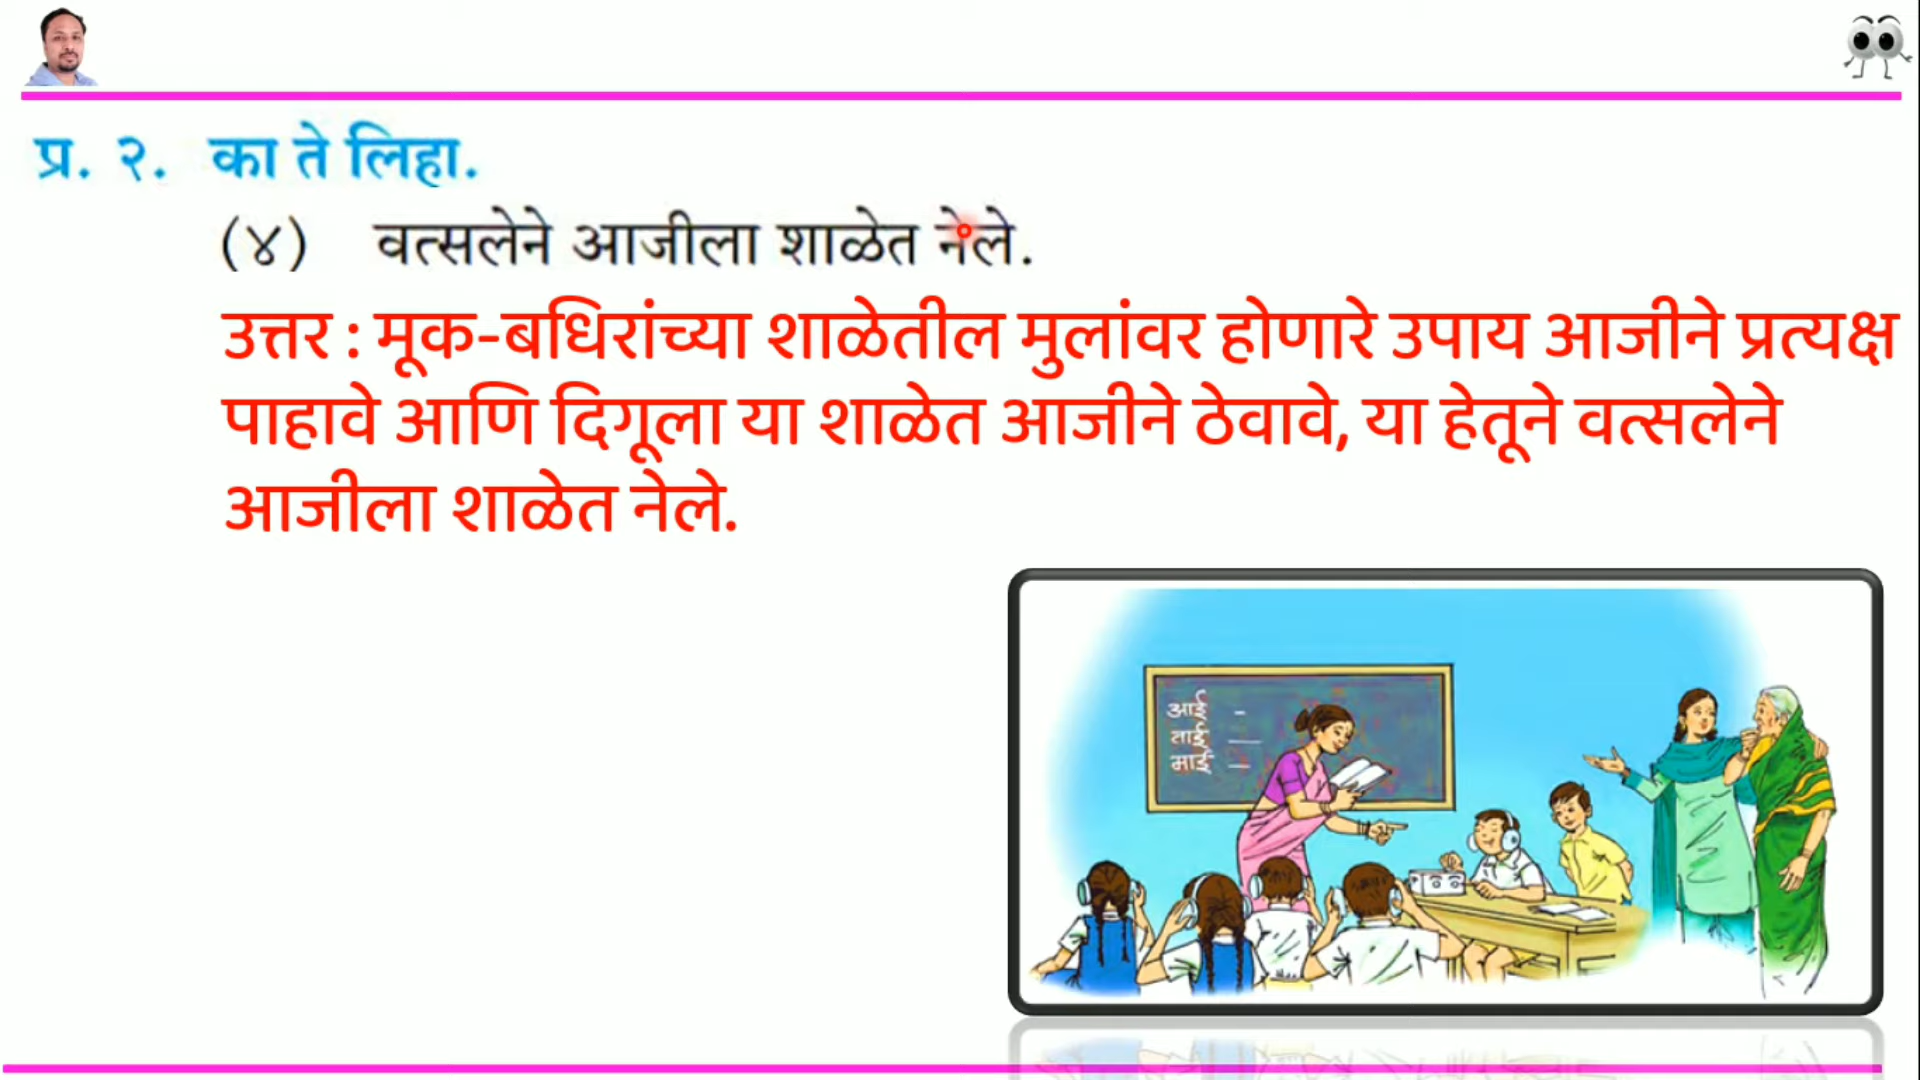 प्र. २. का ते लिहा.
(४) वत्सलेने आजीला शाळेत नेले.
उत्तर : मूक-बधिरांच्या शाळेतील मुलांवर होणारे उपाय आजीने प्रत्यक्ष
पाहावे आणि दिगूला या शाळेत आजीने ठेवावे, या हेतूने वत्सलेने
आजीला शाळेत नेले.
आई -
ताई —
माई —